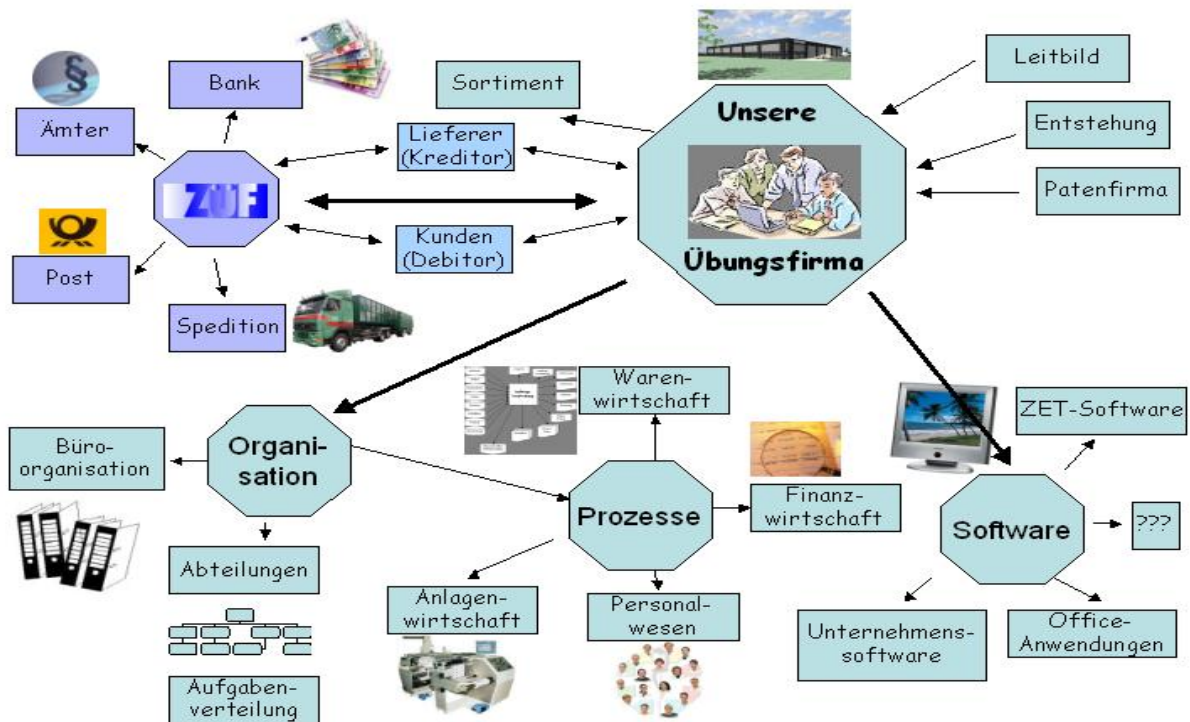 Bank
Ämter
§
ZÜF
Post
Spedition
Sortiment
Lieferer
(Kreditor)
Kunden
(Debitor)
Unsere
Übungsfirma
Leitbild
Entstehung
Patenfirma
Organi-
sation
Büro-
organisation
Abteilungen
Aufgaben-
verteilung
Prozesse
Waren-
wirtschaft
Finanz-
wirtschaft
Anlagen-
wirtschaft
Personal-
wesen
Software
ZET-Software
???
Unternehmens-
software
Office-
Anwendungen